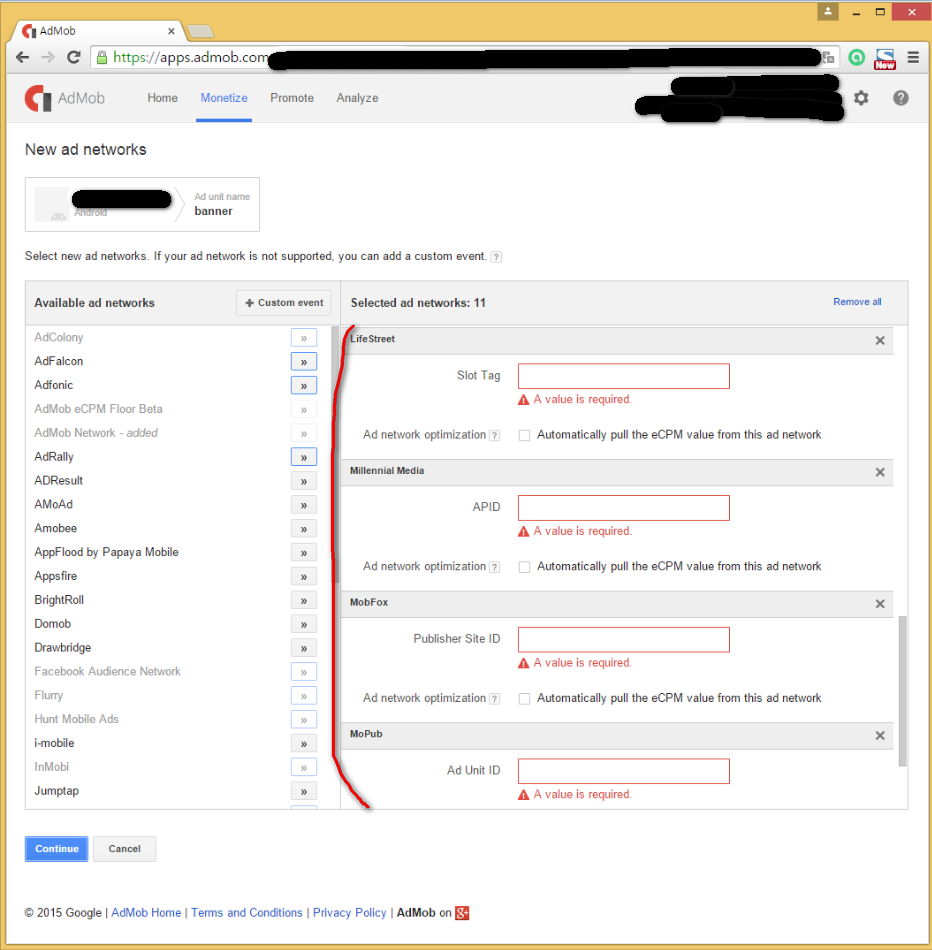 AdMob
https://apps.admob.com
New
AdMob Home Monetize Promote Analyze
New ad networks
Ad unit name
Android banner
Select new ad networks. If your ad network is not supported, you can add a custom event. ?
Available ad networks + Custom event Selected ad networks: 11 Remove all
AdColony »
AdFalcon »
Adfonic »
AdMob eCPM Floor Beta »
AdMob Network - added »
AdRally »
ADResult »
AMoAd »
Amobee »
AppFlood by Papaya Mobile »
Appsfire »
BrightRoll »
Domob »
Drawbridge »
Facebook Audience Network »
Flurry »
Hunt Mobile Ads »
i-mobile »
InMobi »
Jumptap »
LifeStreet
Slot Tag
A value is required.
Ad network optimization ? Automatically pull the eCPM value from this ad network
Millennial Media
APID
A value is required.
Ad network optimization ? Automatically pull the eCPM value from this ad network
MobFox
Publisher Site ID
A value is required.
Ad network optimization ? Automatically pull the eCPM value from this ad network
MoPub
Ad Unit ID
A value is required.
Continue Cancel
© 2015 Google | AdMob Home | Terms and Conditions | Privacy Policy | AdMob on g+